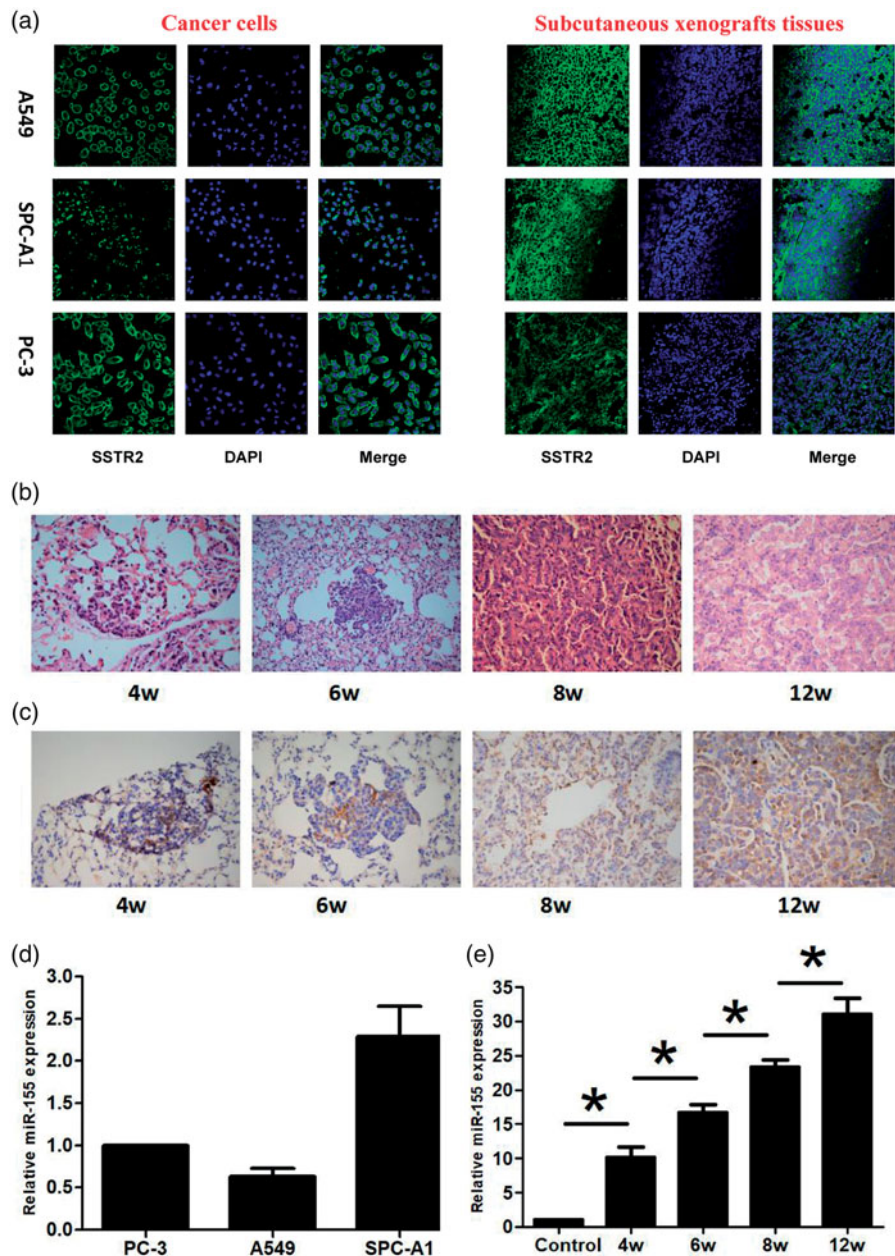 (a)
Cancer cells
Subcutaneous xenografts tissues
A549
SPC-A1
PC-3
SSTR2 DAPI Merge SSTR2 DAPI Merge
(b)
4w 6w 8w 12w
(c)
4w 6w 8w 12w
(d)
Relative miR-155 expression
3.0
2.5
2.0
1.5
1.0
0.5
0.0
PC-3 A549 SPC-A1
(e)
Relative miR-155 expression
35
30
25
20
15
10
5
0
* * * *
Control 4w 6w 8w 12w